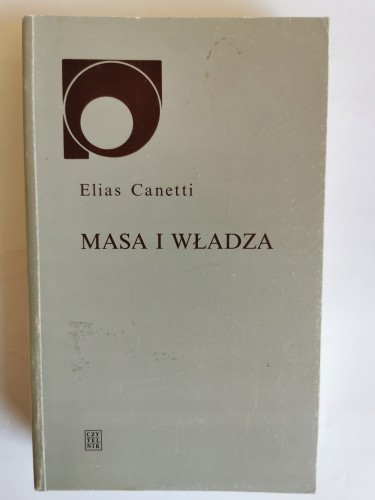 Elias Canetti
MASA I WŁADZA
CZY
TEL
NIK